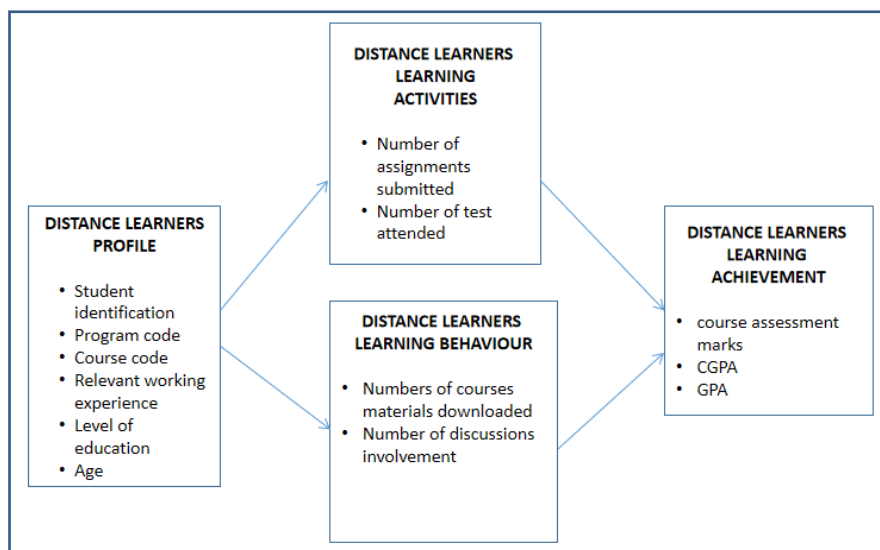 DISTANCE LEARNERS
LEARNING
ACTIVITIES
• Number of
assignments
submitted
• Number of test
attended
DISTANCE LEARNERS
PROFILE
• Student
identification
• Program code
• Course code
• Relevant working
experience
• Level of
education
• Age
DISTANCE LEARNERS
LEARNING BEHAVIOUR
• Numbers of courses
materials downloaded
• Number of discussions
involvement
DISTANCE LEARNERS
LEARNING
ACHIEVEMENT
• course assessment
marks
• CGPA
• GPA